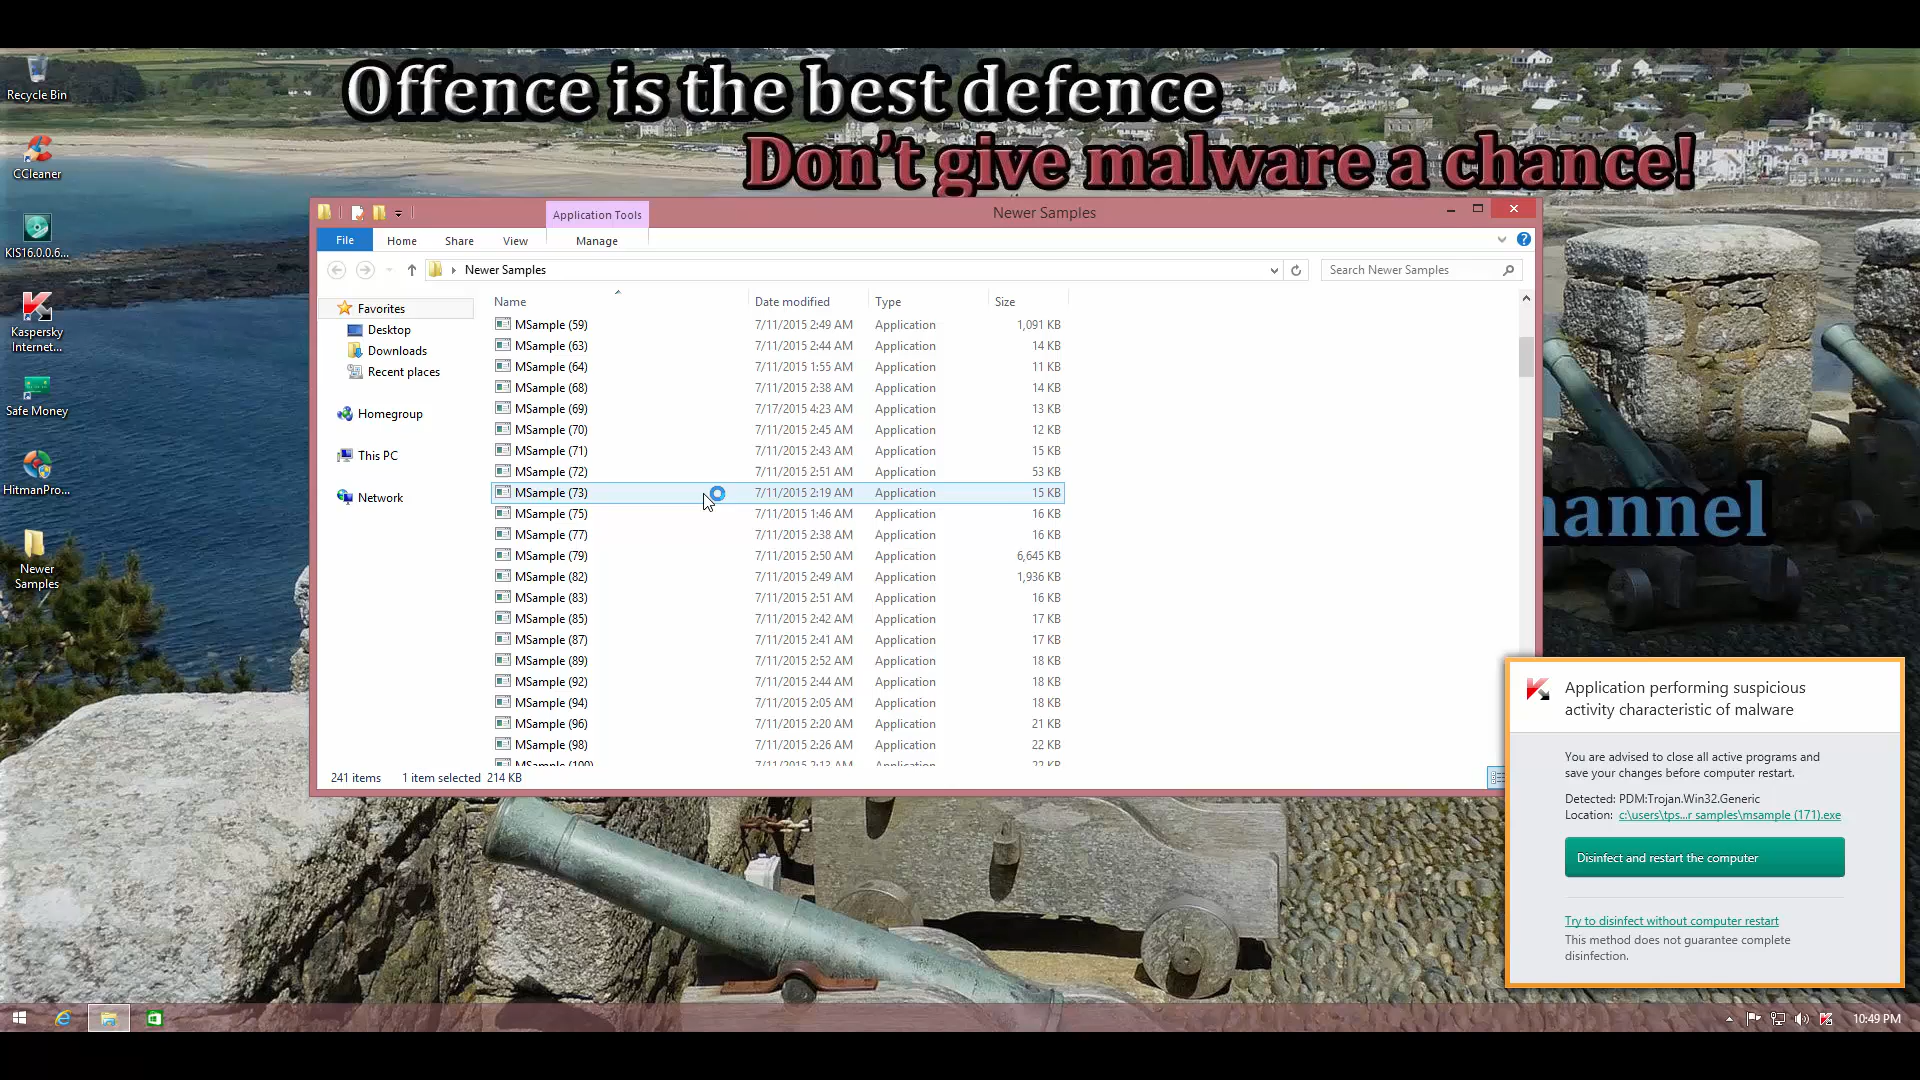 Offence is the best defence
Don't give malware a chance!
Recycle Bin
CCleaner
KIS16.0.0.6...
Kaspersky
Internet...
Safe Money
HitmanPro...
Newer
Samples
Application Tools
Newer Samples
File Home Share View Manage
Newer Samples
Search Newer Samples
Favorites
Desktop
Downloads
Recent places
Homegroup
This PC
Network
Name Date modified Type Size
MSample (59) 7/11/2015 2:49 AM Application 1,091 KB
MSample (63) 7/11/2015 2:44 AM Application 14 KB
MSample (64) 7/11/2015 1:55 AM Application 11 KB
MSample (68) 7/11/2015 2:38 AM Application 14 KB
MSample (69) 7/17/2015 4:23 AM Application 13 KB
MSample (70) 7/11/2015 2:45 AM Application 12 KB
MSample (71) 7/11/2015 2:43 AM Application 15 KB
MSample (72) 7/11/2015 2:51 AM Application 53 KB
MSample (73) 7/11/2015 2:19 AM Application 15 KB
MSample (75) 7/11/2015 1:46 AM Application 16 KB
MSample (77) 7/11/2015 2:38 AM Application 16 KB
MSample (79) 7/11/2015 2:50 AM Application 6,645 KB
MSample (82) 7/11/2015 2:49 AM Application 1,936 KB
MSample (83) 7/11/2015 2:51 AM Application 16 KB
MSample (85) 7/11/2015 2:42 AM Application 17 KB
MSample (87) 7/11/2015 2:41 AM Application 17 KB
MSample (89) 7/11/2015 2:52 AM Application 18 KB
MSample (92) 7/11/2015 2:44 AM Application 18 KB
MSample (94) 7/11/2015 2:05 AM Application 18 KB
MSample (96) 7/11/2015 2:20 AM Application 21 KB
MSample (98) 7/11/2015 2:26 AM Application 22 KB
MSample (100) 7/11/2015 2:13 AM Application 22 KB
241 items 1 item selected 214 KB
hannel
Application performing suspicious
activity characteristic of malware
You are advised to close all active programs and
save your changes before computer restart.
Detected: PDM:Trojan.Win32.Generic
Location: c:\users\tps...r samples\msample (171).exe
Disinfect and restart the computer
Try to disinfect without computer restart
This method does not guarantee complete
disinfection.
10:49 PM